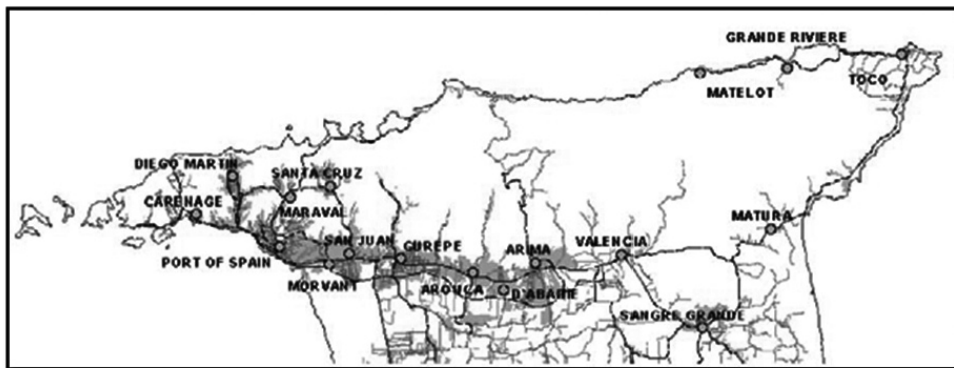 GRANDE RIVIERE
TOCO
MATELOT
DIEGO MARTIN
SANTA CRUZ
CARENAGE
MARAVAL
MATURA
SAN JUAN
CUREPE
ARIMA
VALENCIA
PORT OF SPAIN
MORVANT
AROUCA
D'ABADIE
SANGRE GRANDE